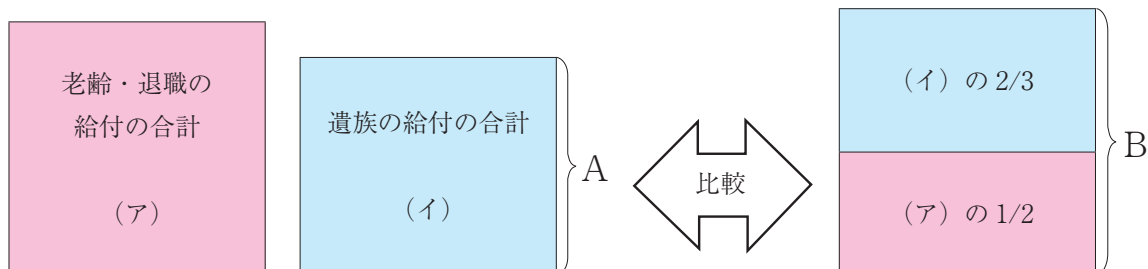 老齢・退職の
給付の合計
（ア）
遺族の給付の合計
（イ）
A
比較
（イ）の 2/3
（ア）の 1/2
B